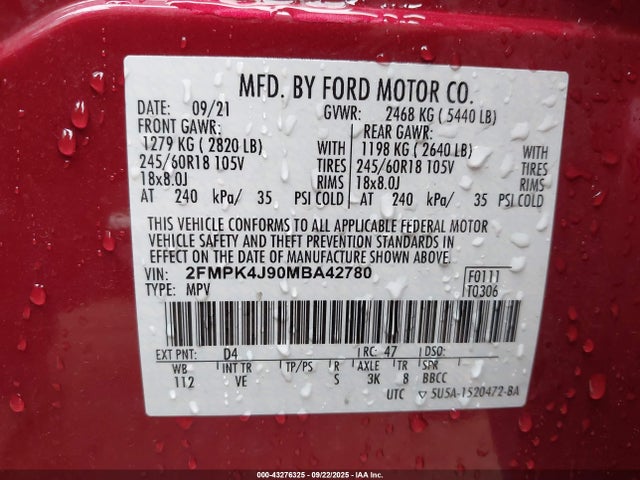 MFD. BY FORD MOTOR CO.
DATE: 09/21 GVWR: 2468 KG ( 5440 LB)
FRONT GAWR: REAR GAWR:
1279 KG ( 2820 LB) 1198 KG ( 2640 LB) WITH
245/60R18 105V TIRES 245/60R18 105V TIRES
18x8.0J RIMS 18x8.0J RIMS
AT 240 kPa/ 35 PSI COLD AT 240 kPa/ 35 PSI COLD
THIS VEHICLE CONFORMS TO ALL APPLICABLE FEDERAL MOTOR
VEHICLE SAFETY AND THEFT PREVENTION STANDARDS IN
EFFECT ON THE DATE OF MANUFACTURE SHOWN ABOVE.
VIN: 2FMPK4J90MBA42780 F0111
TYPE: MPV TQ306
EXT PNT: D4 RC: 47 DSO:
WB INT TR TP/PS R AXLE TR SPR
112 VE S 3K 8 BBCC
UTC ▽ 5U5A-1520472-BA
000-43276325 - 09/22/2025 - IAA Inc.